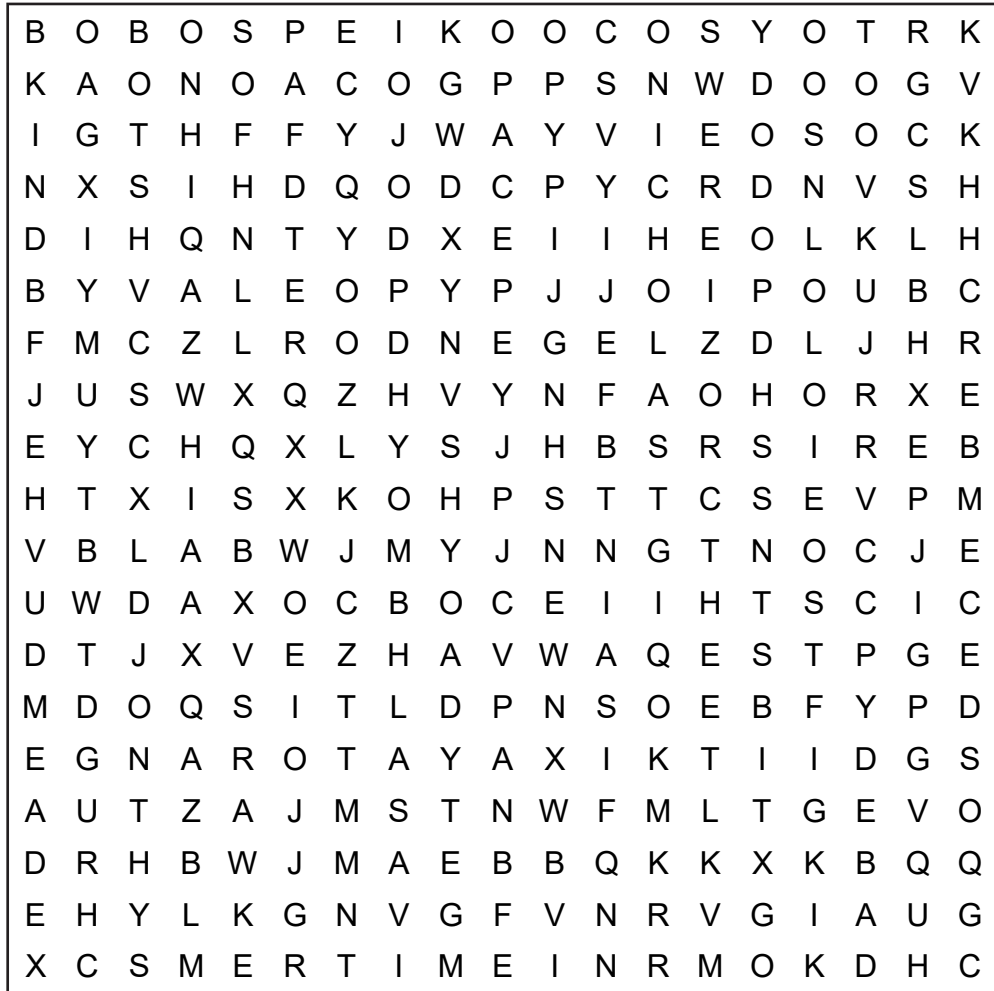 B O B O S P E I K O O C O S Y O T R K
K A O N O A C O G P P S N W D O O G V
I G T H F F Y J W A Y V I E O S O C K
N X S I H D Q O D C P Y C R D N V S H
D I H Q N T Y D X E I I H E O L K L H
B Y V A L E O P Y P J J O I P O U B C
F M C Z L R O D N E G E L Z D L J H R
J U S W X Q Z H V Y N F A O H O R X E
E Y C H Q X L Y S J H B S R S I R E B
H T X I S X K O H P S T T C S E V P M
V B L A B W J M Y J N N G T N O C J E
U W D A X O C B O C E I I H T S C I C
D T J X V E Z H A V W A Q E S T P G E
M D O Q S I T L D P N S O E B F Y P D
E G N A R O T A Y A X I K T I I D G S
A U T Z A J M S T N W F M L T G E V O
D R H B W J M A E B B Q K K X K B Q Q
E H Y L K G N V G F V N R V G I A U G
X C S M E R T I M E I N R M O K D H C